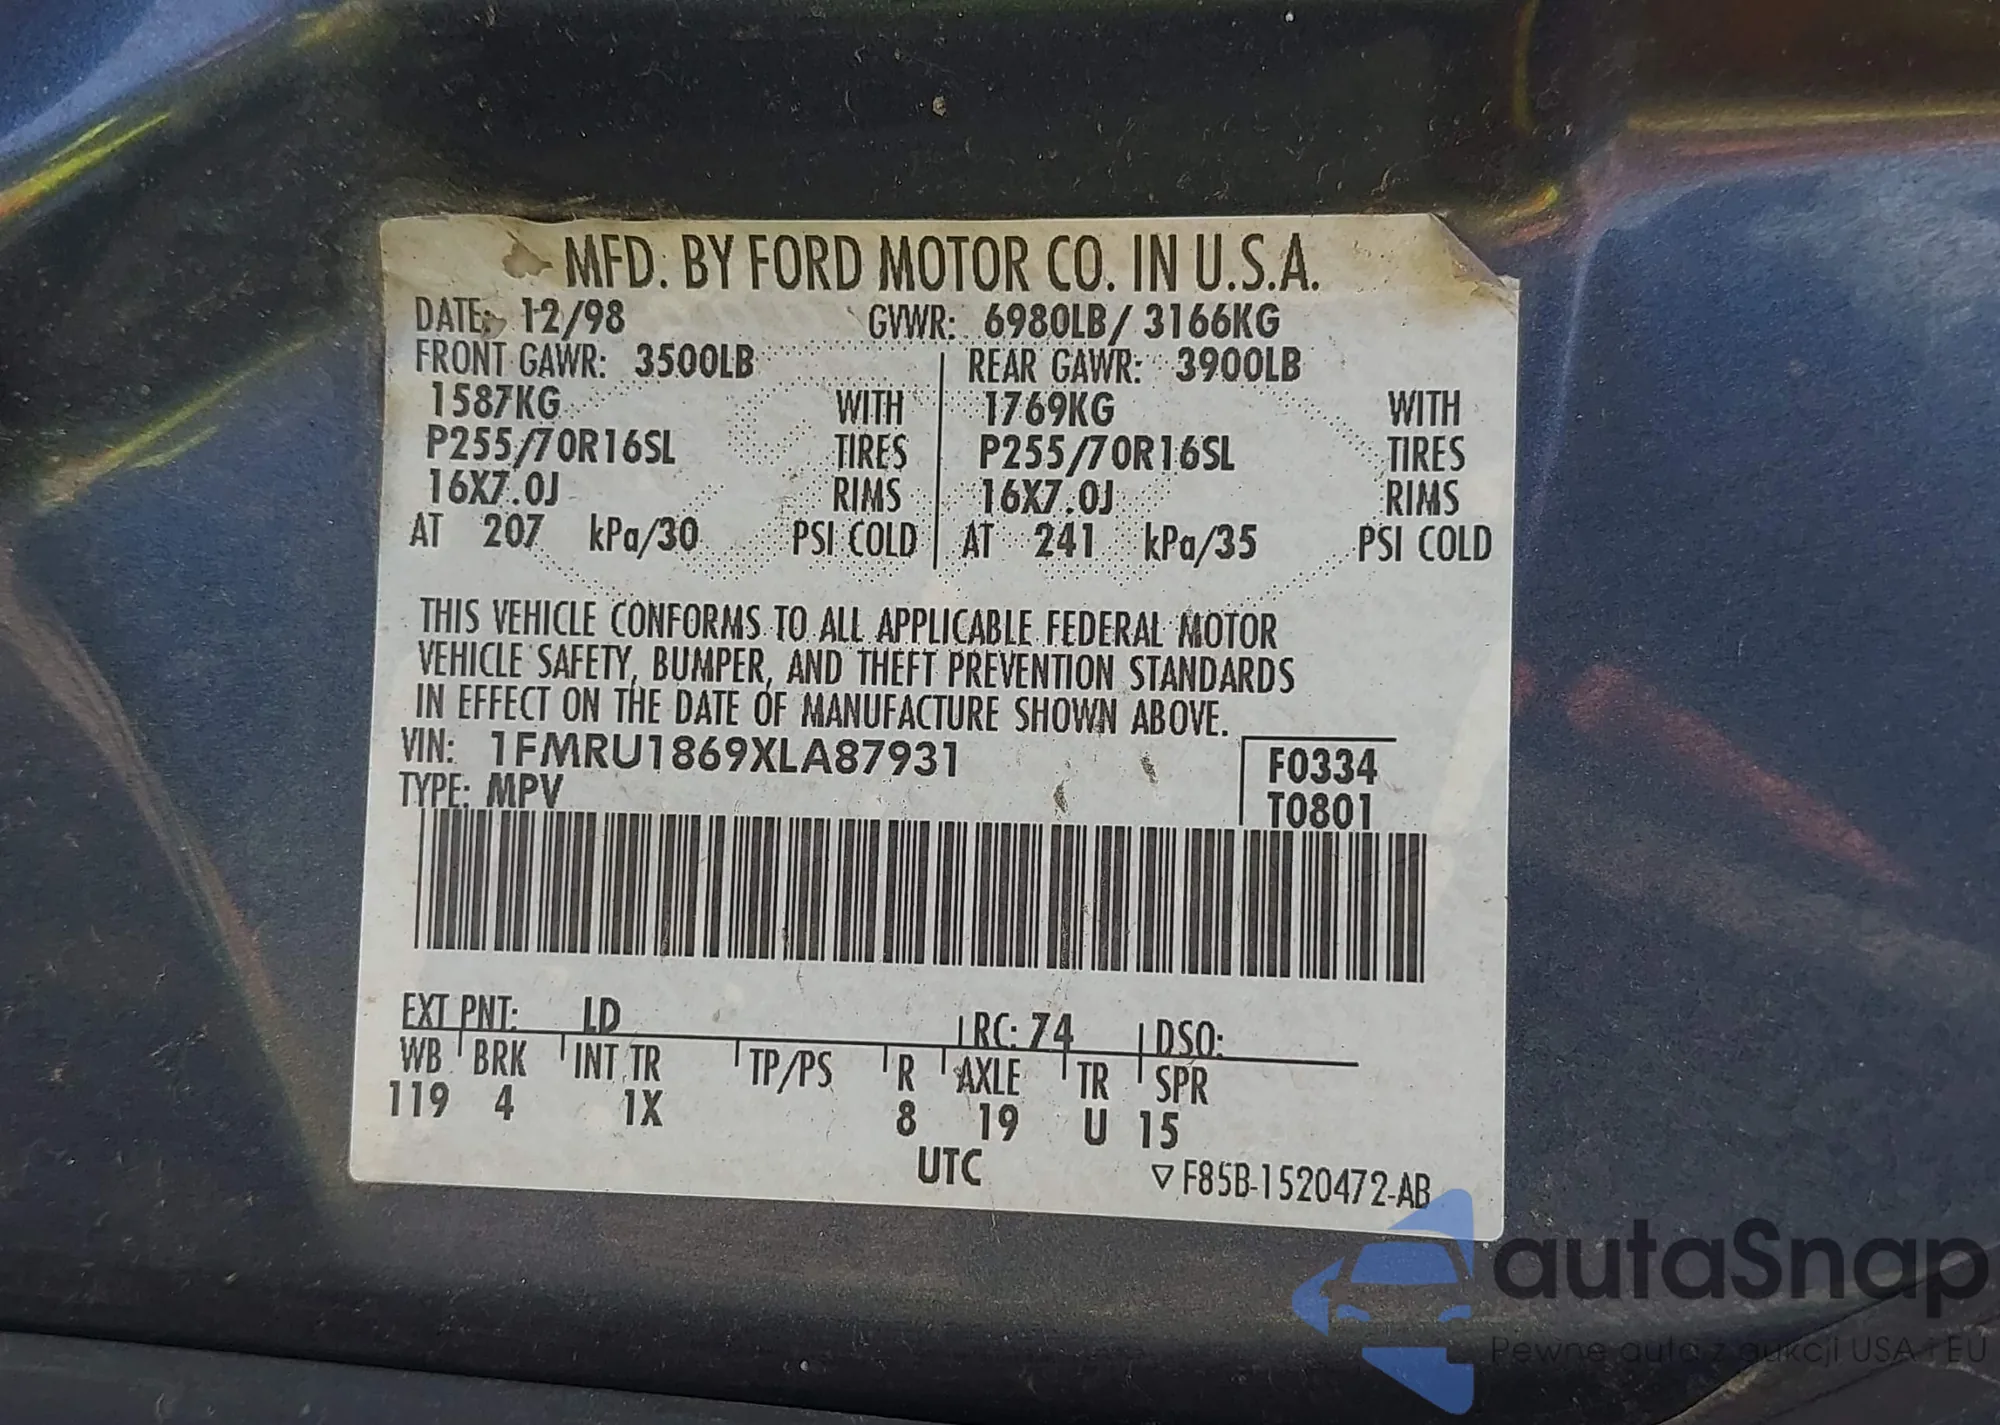 MFD. BY FORD MOTOR CO. IN U.S.A.
DATE: 12/98 GVWR: 6980LB/ 3166KG
FRONT GAWR: 3500LB REAR GAWR: 3900LB
1587KG WITH 1769KG WITH
P255/70R16SL TIRES P255/70R16SL TIRES
16X7.0J RIMS 16X7.0J RIMS
AT 207 kPa/30 PSI COLD AT 241 kPa/35 PSI COLD
THIS VEHICLE CONFORMS TO ALL APPLICABLE FEDERAL MOTOR
VEHICLE SAFETY, BUMPER, AND THEFT PREVENTION STANDARDS
IN EFFECT ON THE DATE OF MANUFACTURE SHOWN ABOVE.
VIN: 1FMRU1869XLA87931 F0334
TYPE: MPV T0801
EXT PNT: LD RC: 74 DSO:
WB BRK INT TR TP/PS R AXLE TR SPR
119 4 1X 8 19 U 15
UTC ▽F85B-1520472-AB
autaSnap
Pewne auta z aukcji USA i EU